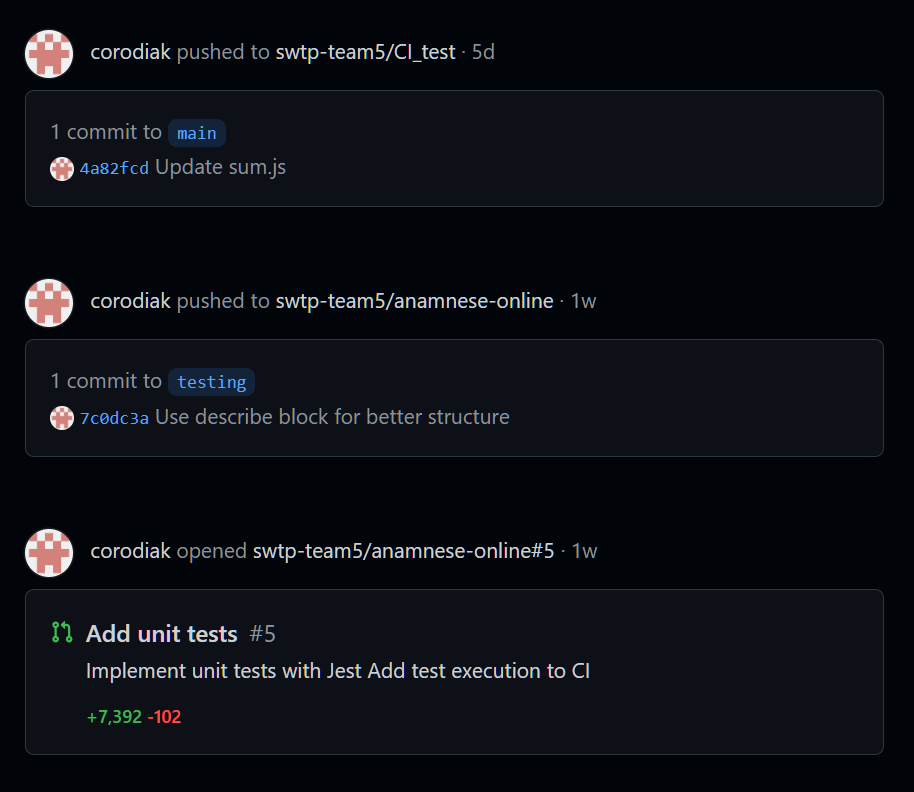 corodiak pushed to swtp-team5/CI_test · 5d
1 commit to main
4a82fcd Update sum.js
corodiak pushed to swtp-team5/anamnese-online · 1w
1 commit to testing
7c0dc3a Use describe block for better structure
corodiak opened swtp-team5/anamnese-online#5 · 1w
Add unit tests #5
Implement unit tests with Jest Add test execution to CI
+7,392 -102